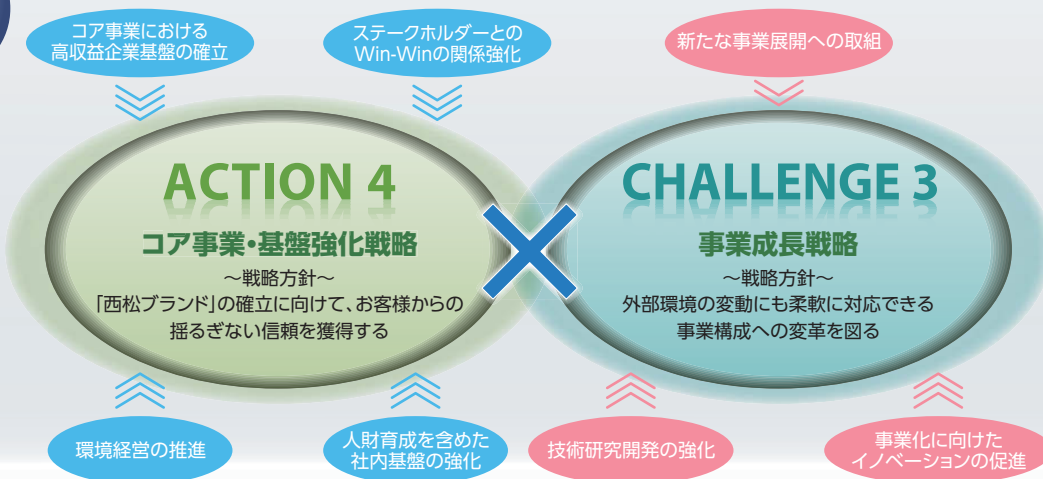 コア事業における
高収益企業基盤の確立
ステークホルダーとの
Win-Winの関係強化
新たな事業展開への取組
ACTION 4
コア事業・基盤強化戦略
～戦略方針～
「西松ブランド」の確立に向けて、お客様からの
揺るぎない信頼を獲得する
CHALLENGE 3
事業成長戦略
～戦略方針～
外部環境の変動にも柔軟に対応できる
事業構成への変革を図る
環境経営の推進
人財育成を含めた
社内基盤の強化
技術研究開発の強化
事業化に向けた
イノベーションの促進